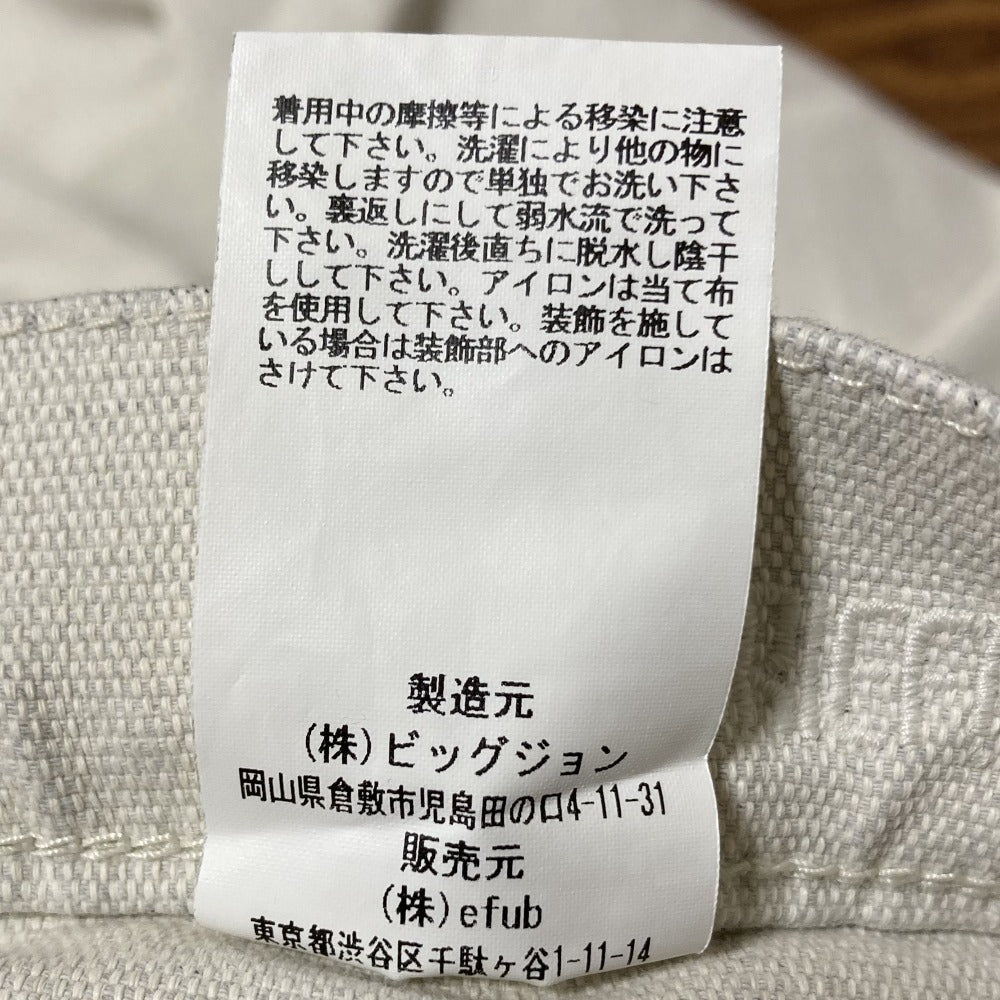 着用中の摩擦等による移染に注意
して下さい。洗濯により他の物に
移染しますので単独でお洗い下さ
い。裏返しにして弱水流で洗って
下さい。洗濯後直ちに脱水し陰干
ししして下さい。アイロンは当て布
を使用して下さい。装飾を施して
いる場合は装飾部へのアイロンは
さけて下さい。
製造元
(株)ビッグジョン
岡山県倉敷市児島田の口4-11-31
販売元
(株)efub
東京都渋谷区千駄ヶ谷1-11-14